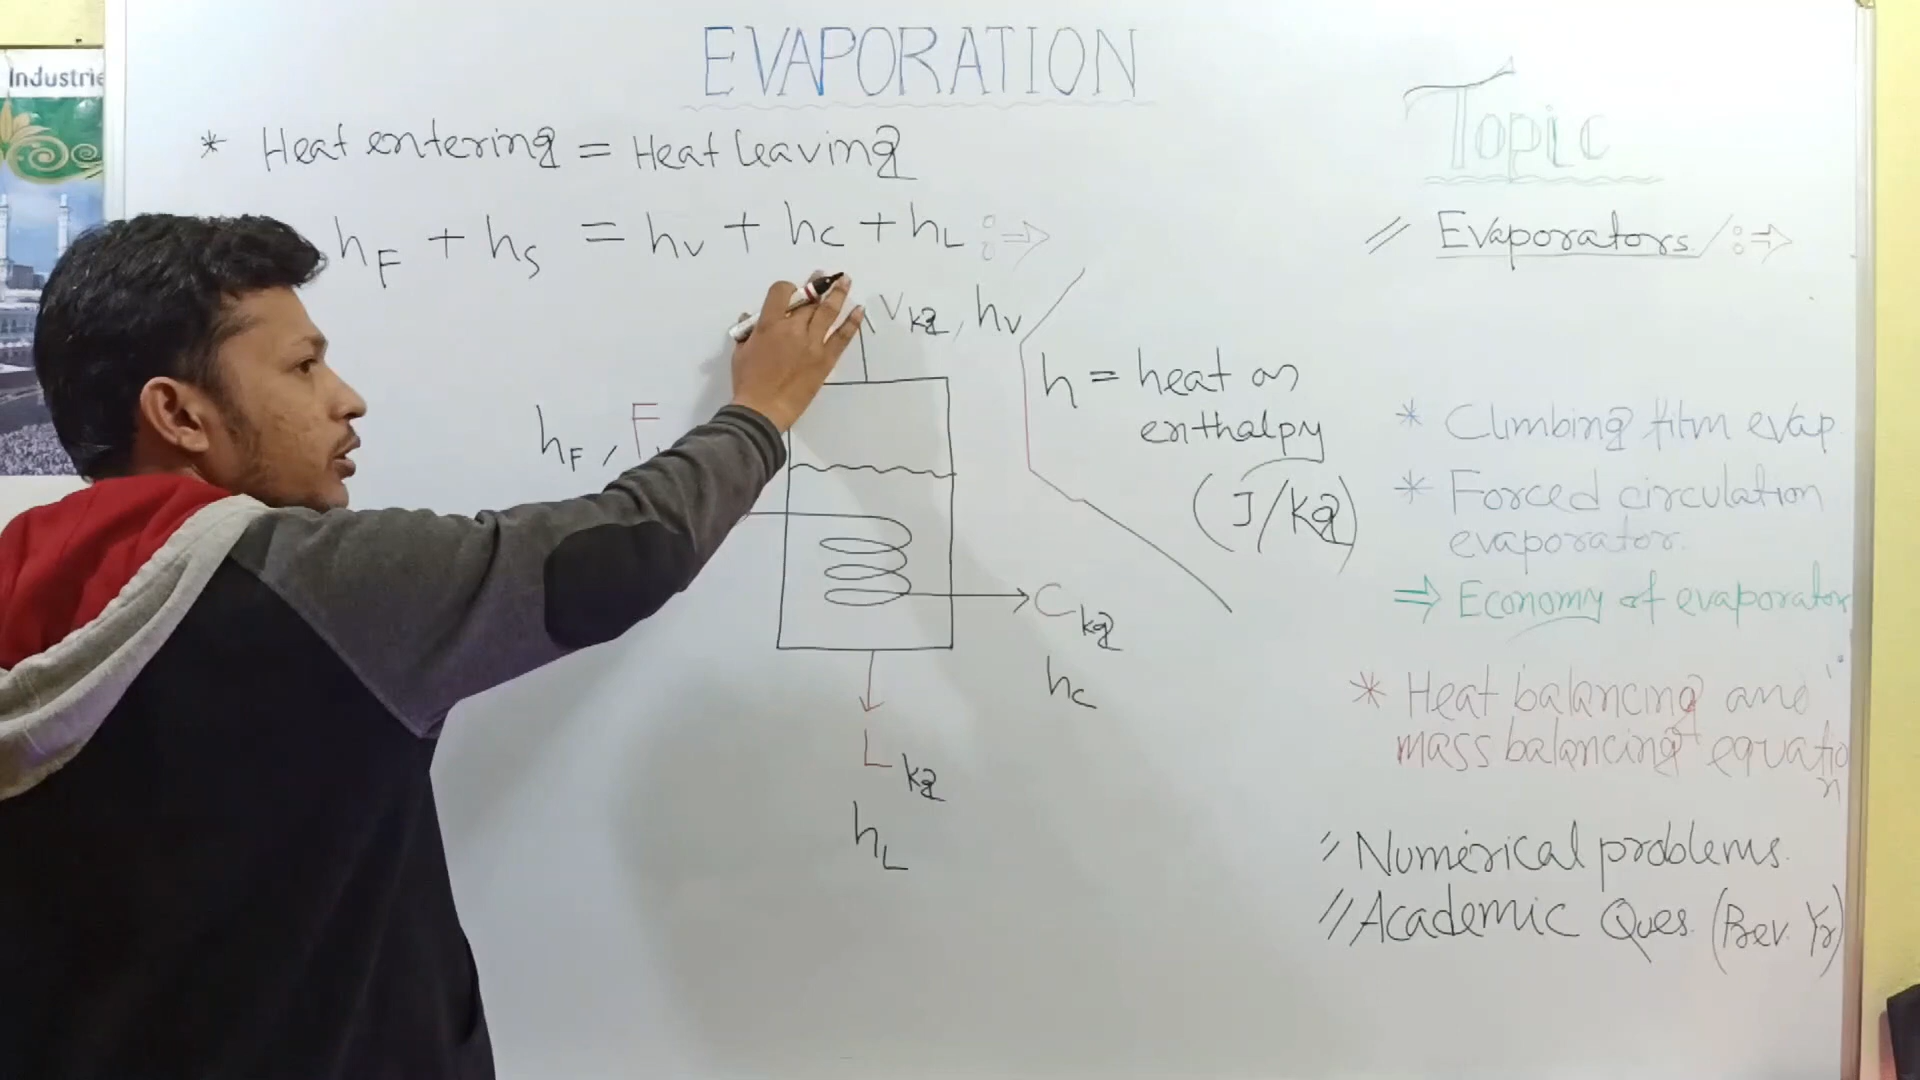 Industrie
EVAPORATION
* Heat entering = Heat leaving
hF + hS = hV + hC + hL :⇒
V kg, hV
hF, F
h = heat or
enthalpy
(J/kg)
C kg
hC
L kg
hL
Topic
// Evaporators :⇒
* Climbing film evap.
* Forced circulation
evaporator.
⇒ Economy of evaporator
* Heat balancing and
mass balancing equation
// Numerical problems.
// Academic Ques. (Prev. Yr)